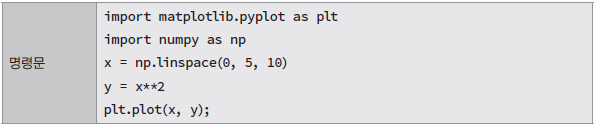 명령문
import matplotlib.pyplot as plt
import numpy as np
x = np.linspace(0, 5, 10)
y = x**2
plt.plot(x, y);